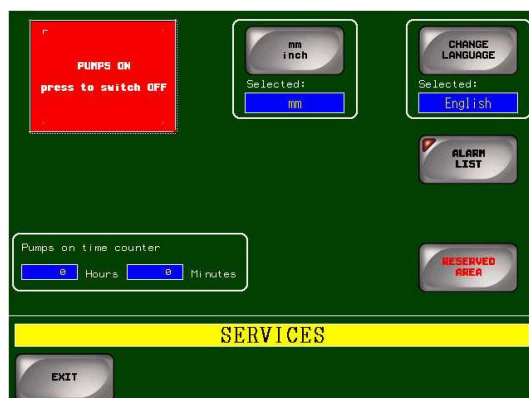 PUMPS ON
press to switch OFF
mm
inch
Selected:
mm
CHANGE
LANGUAGE
Selected:
English
ALARM
LIST
Pumps on time counter
0 Hours 0 Minutes
RESERVED
AREA
SERVICES
EXIT